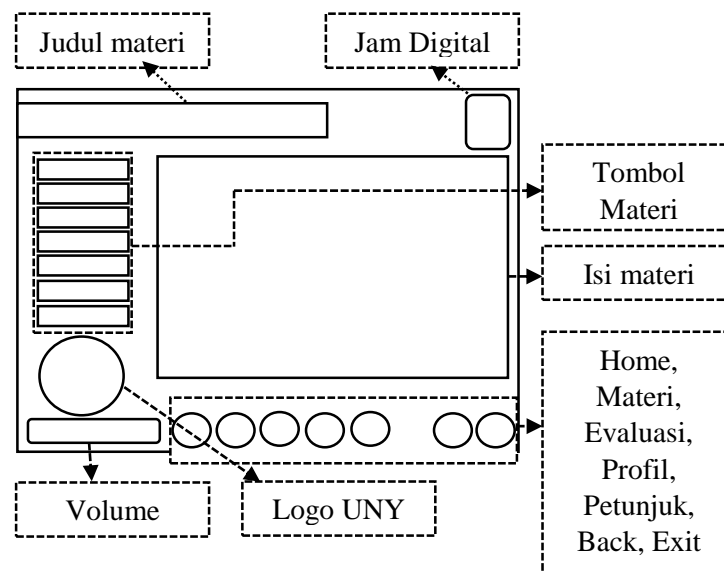 Judul materi
Jam Digital
Tombol
Materi
Isi materi
Home,
Materi,
Evaluasi,
Profil,
Petunjuk,
Back, Exit
Volume
Logo UNY